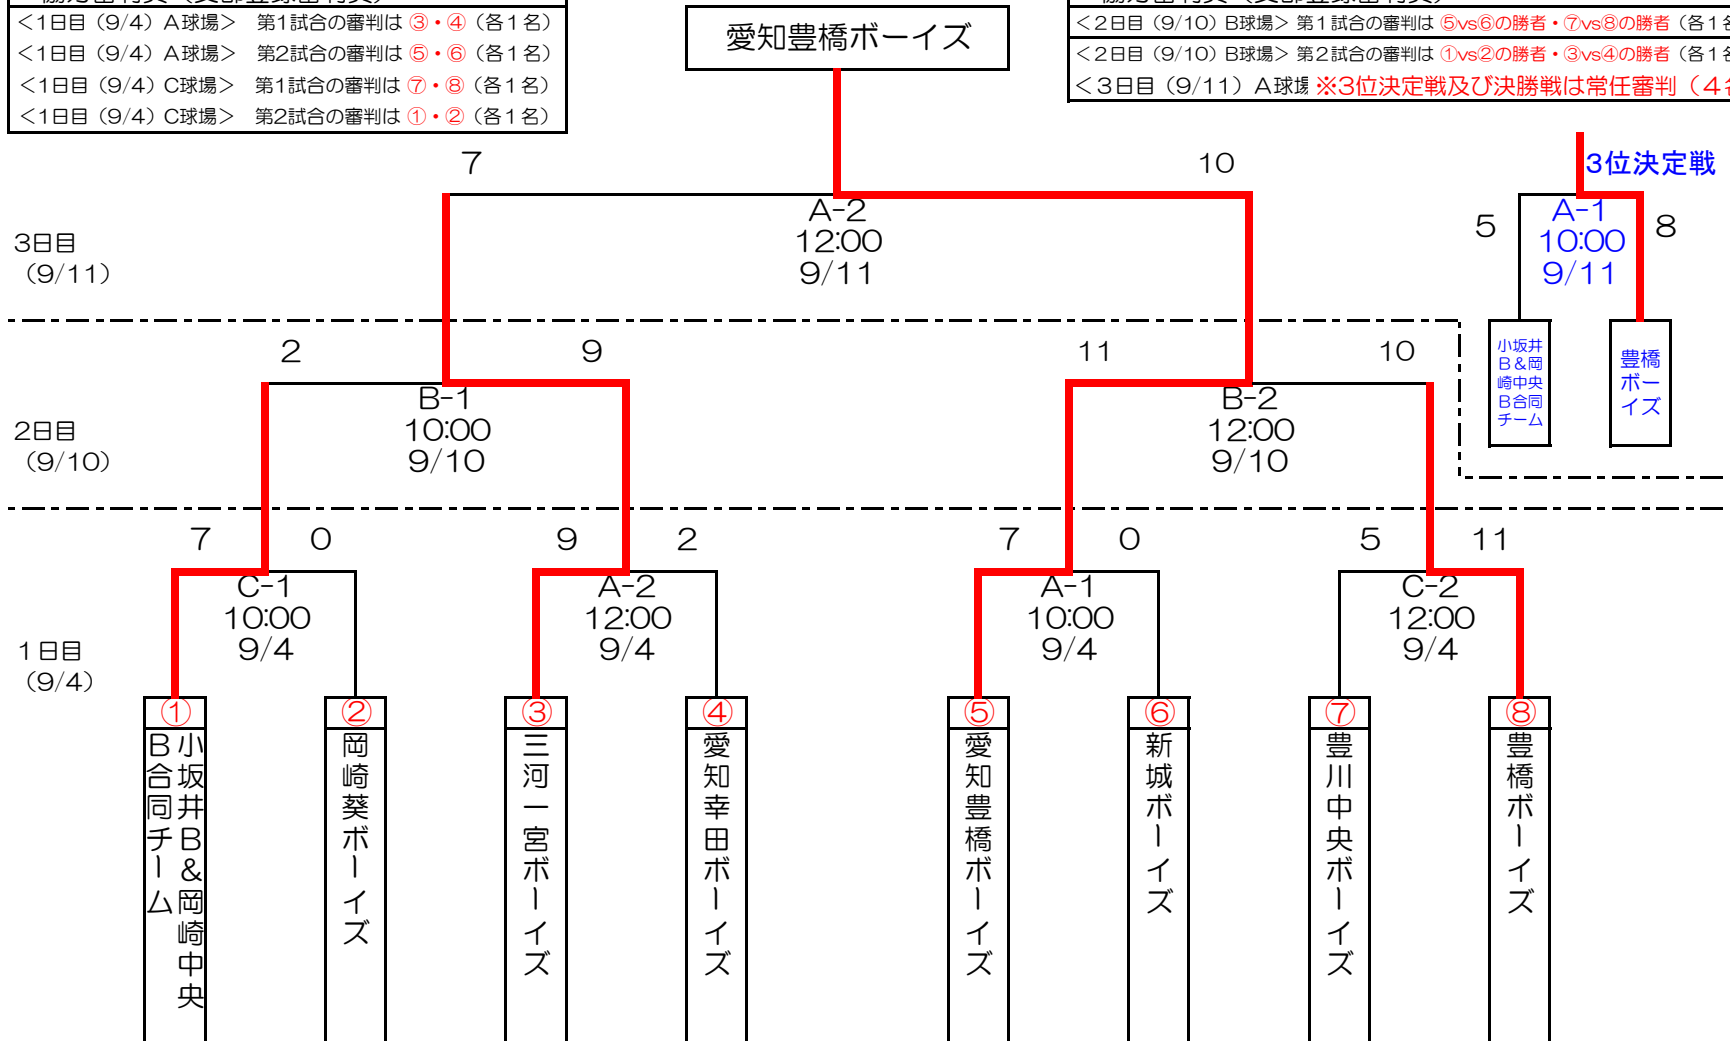 <1日目（9/4）A球場>　第1試合の審判は ③・④（各1名）
<1日目（9/4）A球場>　第2試合の審判は ⑤・⑥（各1名）
<1日目（9/4）C球場>　第1試合の審判は ⑦・⑧（各1名）
<1日目（9/4）C球場>　第2試合の審判は ①・②（各1名）
愛知豊橋ボーイズ
<2日目（9/10）B球場> 第1試合の審判は ⑤vs⑥の勝者・⑦vs⑧の勝者（各1名
<2日目（9/10）B球場> 第2試合の審判は ①vs②の勝者・③vs④の勝者（各1名
<3日目（9/11）A球場 ※3位決定戦及び決勝戦は常任審判（4名
7
10
3位決定戦
A-2
12:00
9/11
5
A-1
10:00
9/11
8
3日目
（9/11）
2
9
11
10
小坂井
B&岡
崎中央
B合同
チーム
豊橋
ボー
イズ
B-1
10:00
9/10
B-2
12:00
9/10
2日目
（9/10）
7
0
9
2
7
0
5
11
C-1
10:00
9/4
A-2
12:00
9/4
A-1
10:00
9/4
C-2
12:00
9/4
1日目
（9/4）
①
小坂井B&岡崎中央
B合同チーム
②
岡崎葵ボーイズ
③
三河一宮ボーイズ
④
愛知幸田ボーイズ
⑤
愛知豊橋ボーイズ
⑥
新城ボーイズ
⑦
豊川中央ボーイズ
⑧
豊橋ボーイズ